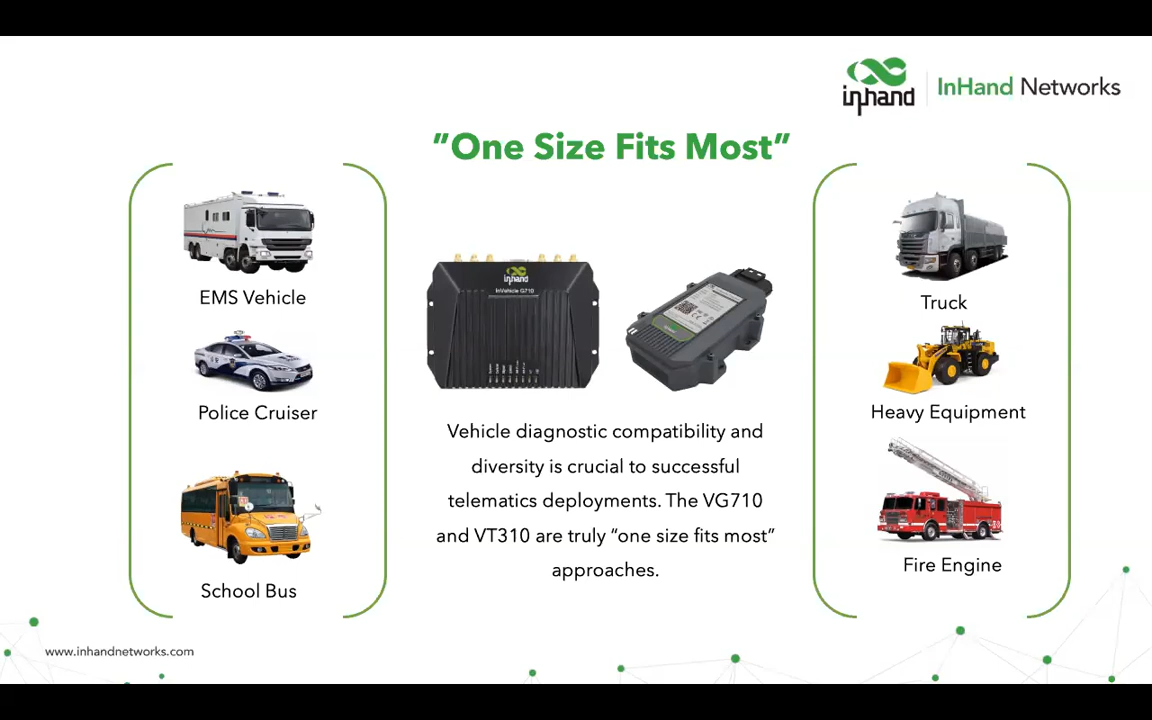 inhand
InHand Networks
”One Size Fits Most”
EMS Vehicle
Police Cruiser
School Bus
inhand
InVehicle G710
Vehicle diagnostic compatibility and
diversity is crucial to successful
telematics deployments. The VG710
and VT310 are truly “one size fits most”
approaches.
Truck
Heavy Equipment
Fire Engine
www.inhandnetworks.com